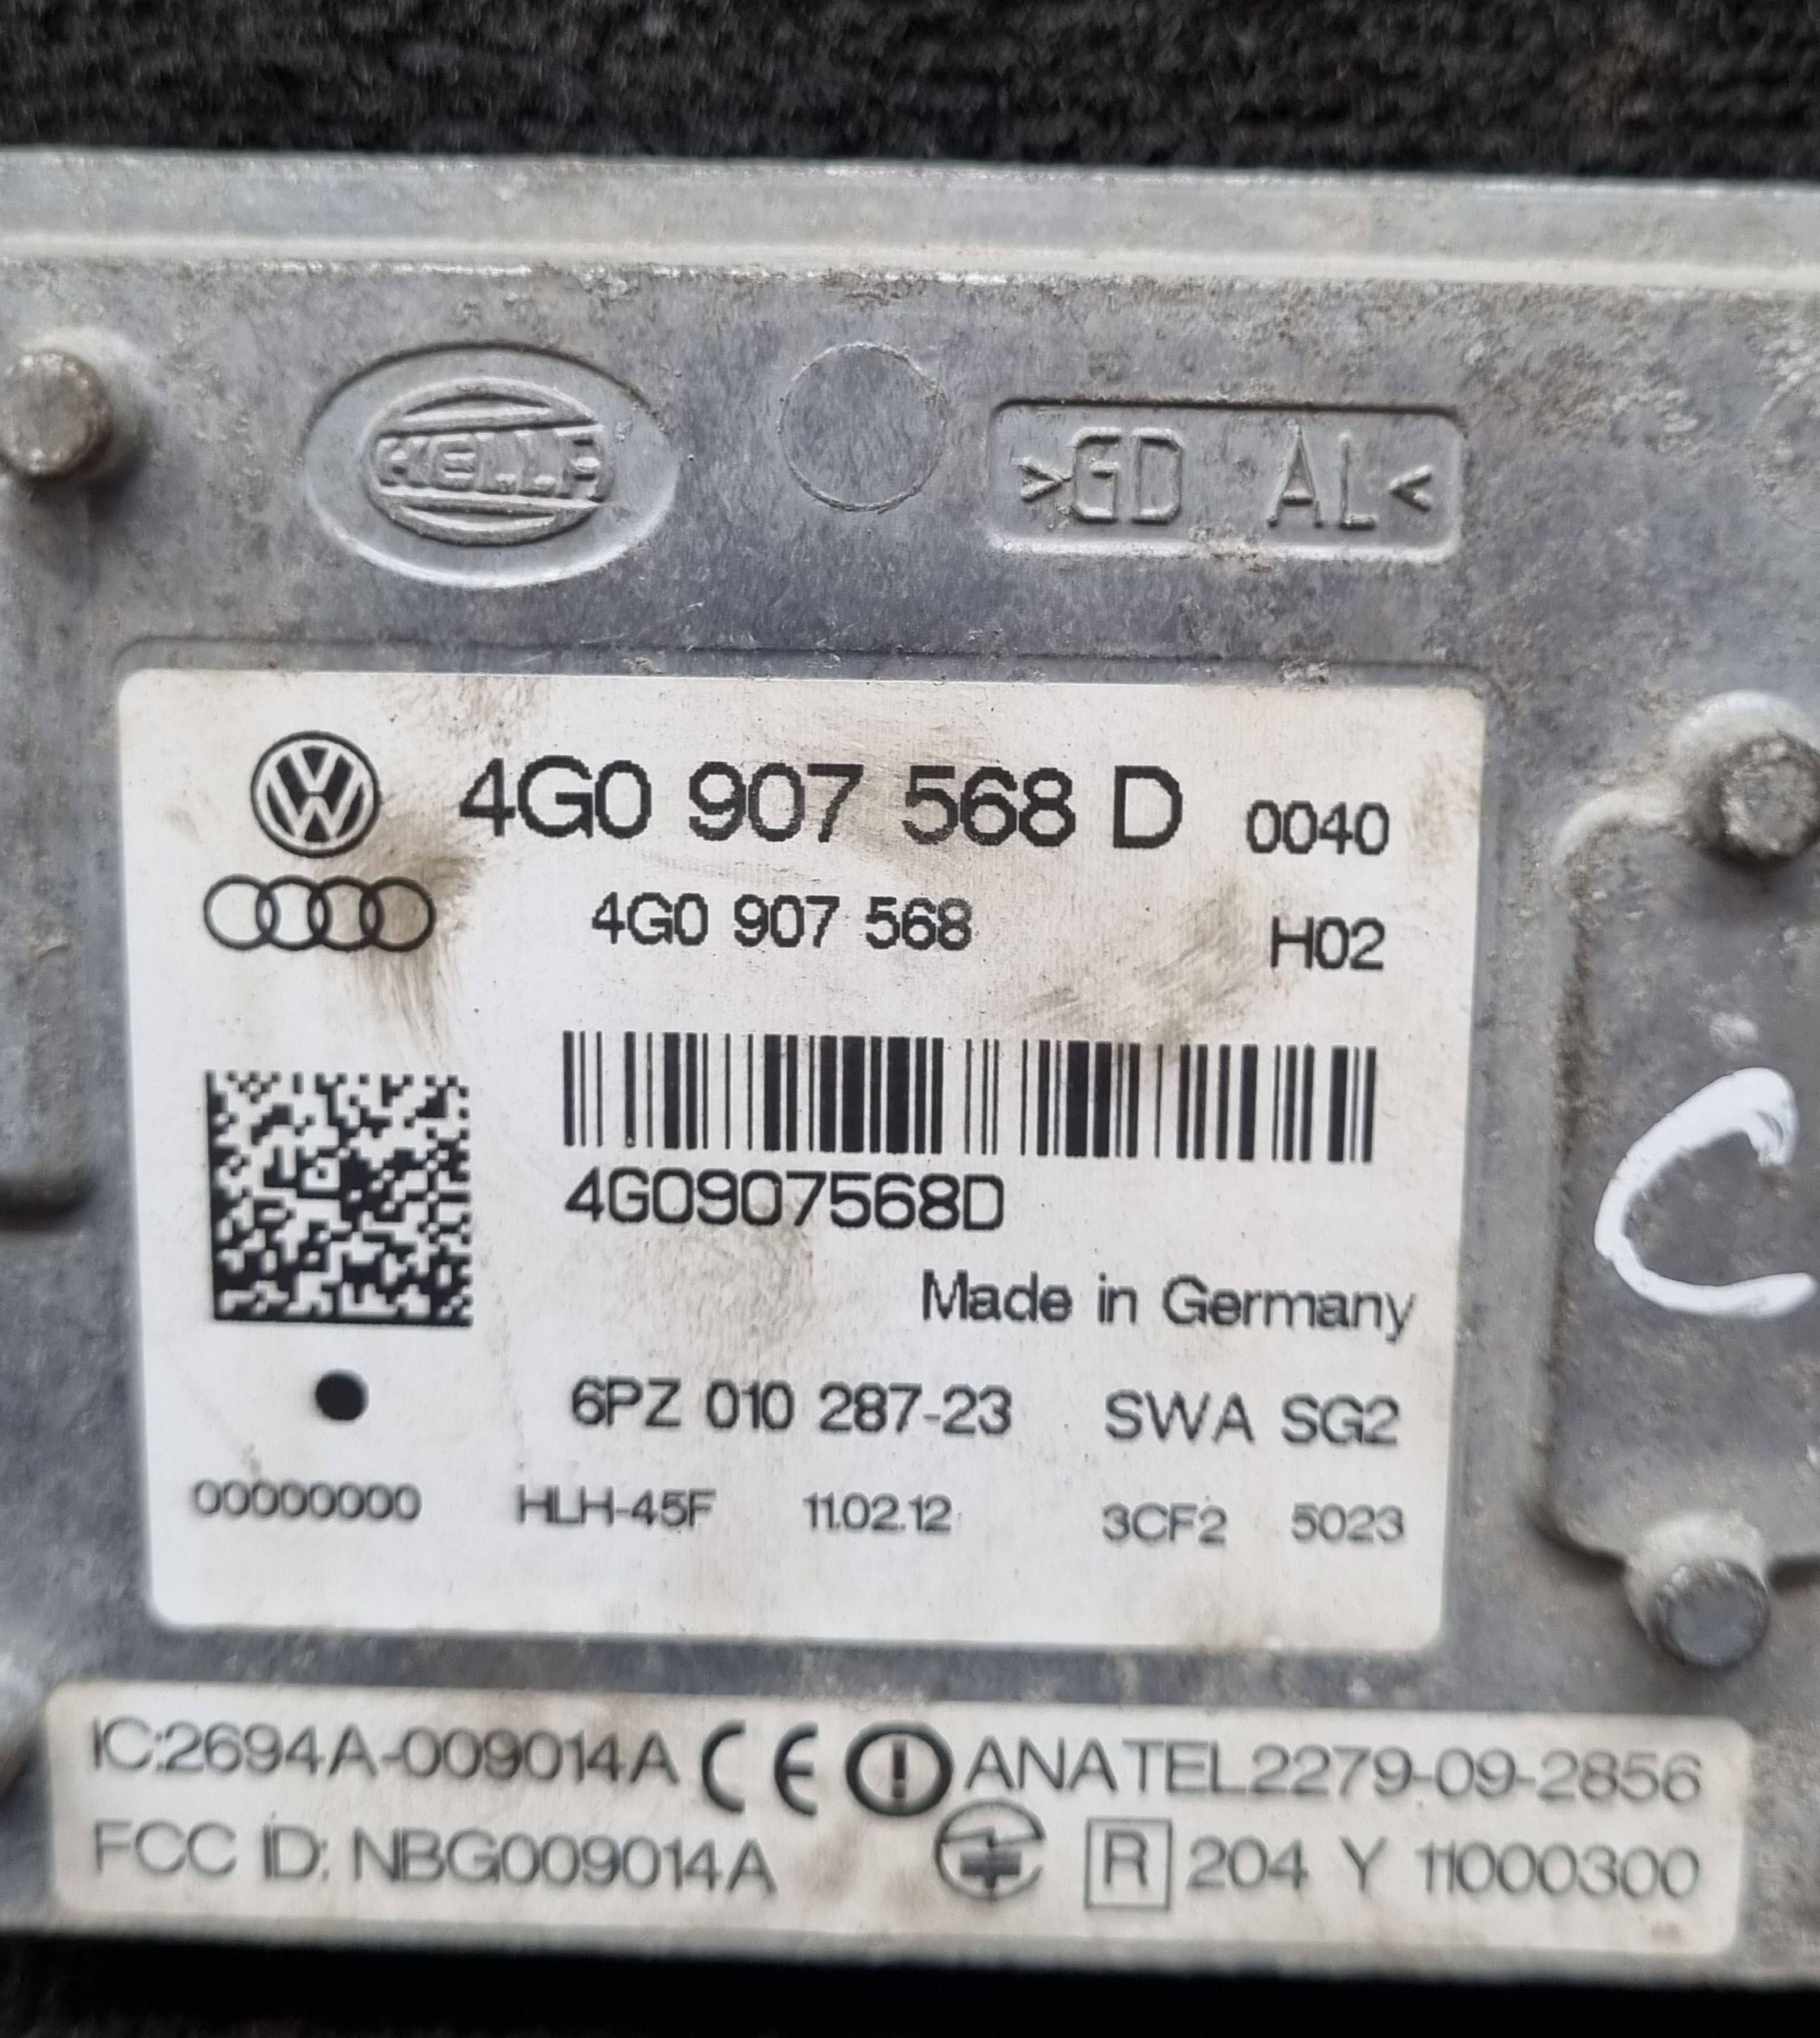 HELLA
>GD AL<
4G0 907 568 D 0040
4G0 907 568 H02
4G0907568D
Made in Germany
6PZ 010 287-23 SWA SG2
00000000 HLH-45F 11.02.12 3CF2 5023
C
IC:2694A-009014A CE ANATEL2279-09-2856
FCC ID: NBG009014A R 204 Y 11000300